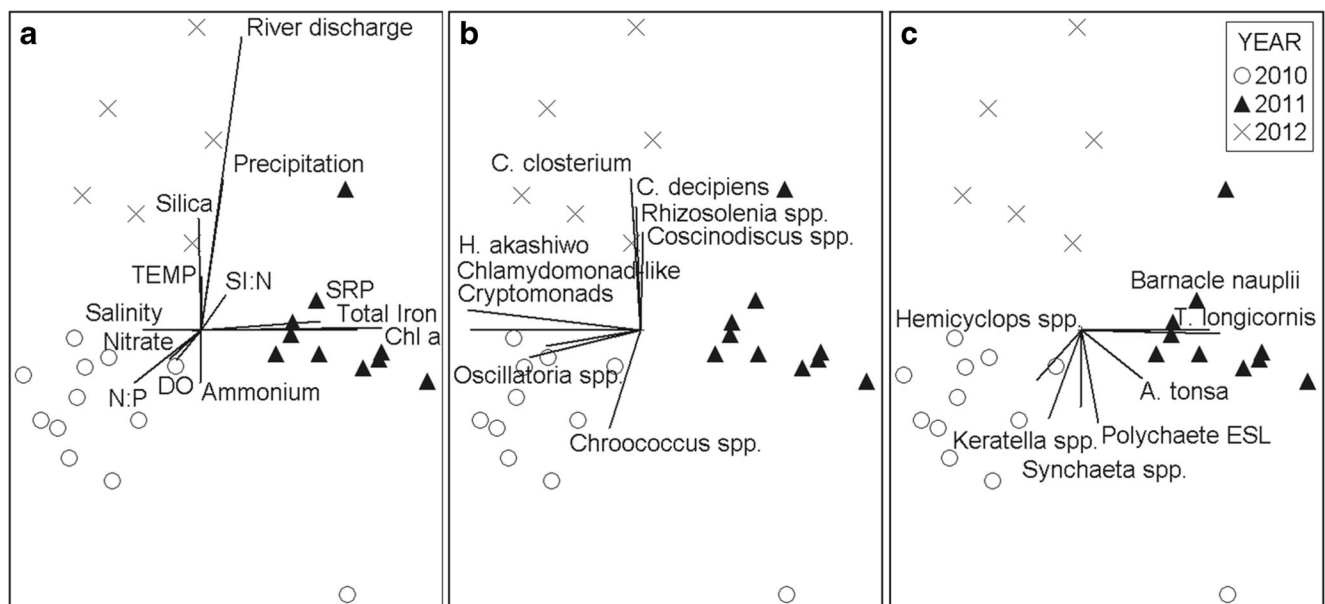 a
River discharge
Precipitation
Silica
TEMP
SI:N
SRP
Salinity
Total Iron
Nitrate
Chl a
N:P
DO
Ammonium
b
C. closterium
C. decipiens
Rhizosolenia spp.
Coscinodiscus spp.
H. akashiwo
Chlamydomonad-like
Cryptomonads
Oscillatoria spp.
Chroococcus spp.
c
YEAR
2010
2011
2012
Barnacle nauplii
Hemicyclops spp.
T. longicornis
A. tonsa
Keratella spp.
Polychaete ESL
Synchaeta spp.